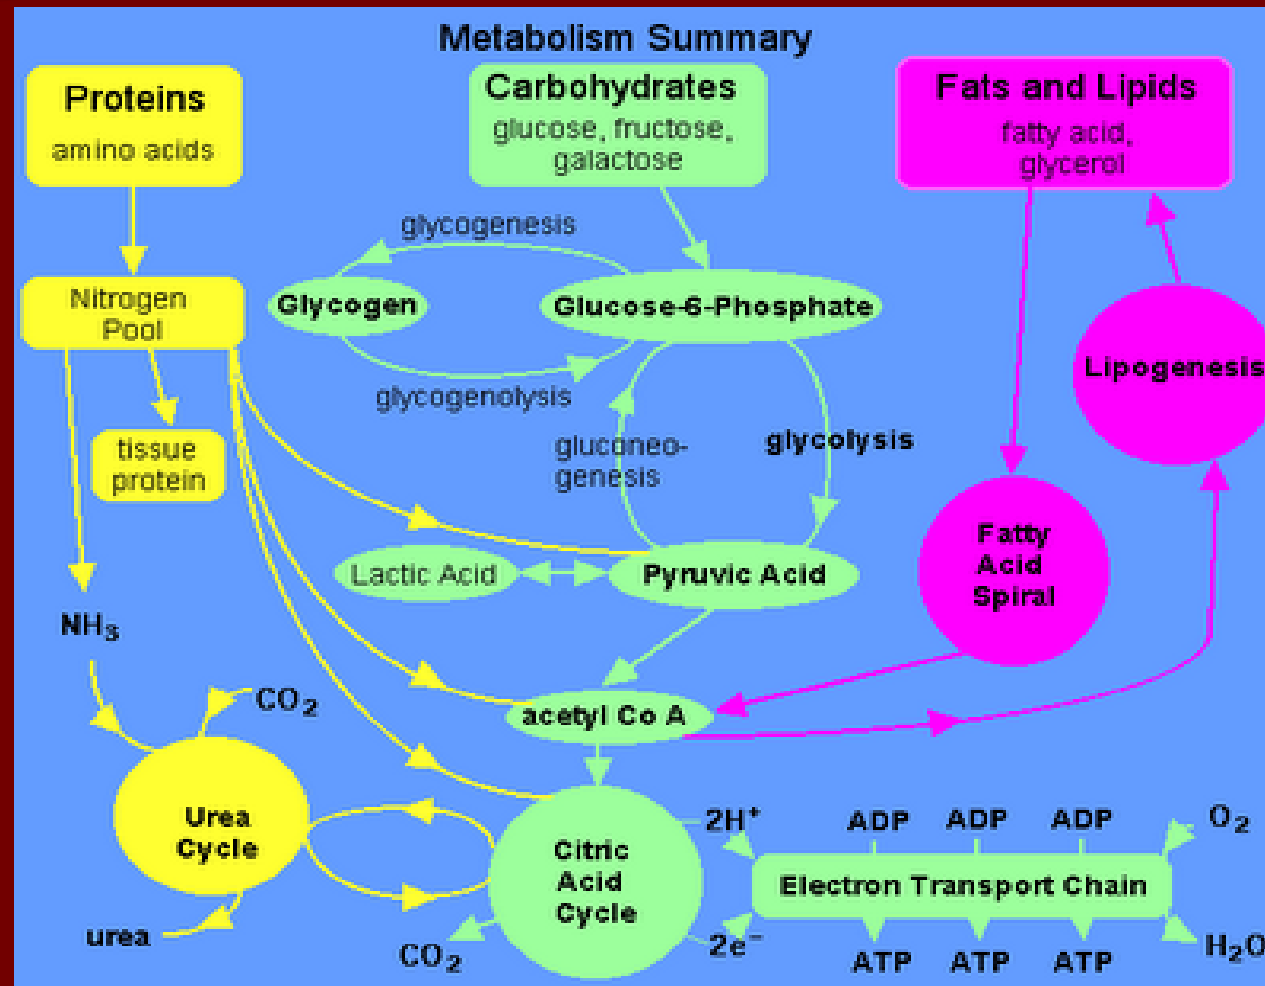 Metabolism Summary
Proteins
amino acids
Carbohydrates
glucose, fructose,
galactose
Fats and Lipids
fatty acid,
glycerol
glycogenesis
Nitrogen
Pool
Glycogen
Glucose-6-Phosphate
Lipogenesis
glycogenolysis
tissue
protein
gluconeo-
genesis
glycolysis
Fatty
Acid
Spiral
Lactic Acid
Pyruvic Acid
NH₃
CO₂
acetyl Co A
Urea
Cycle
Citric
Acid
Cycle
2H⁺
ADP ADP ADP
O₂
Electron Transport Chain
urea
CO₂
2e⁻
ATP ATP ATP
H₂O